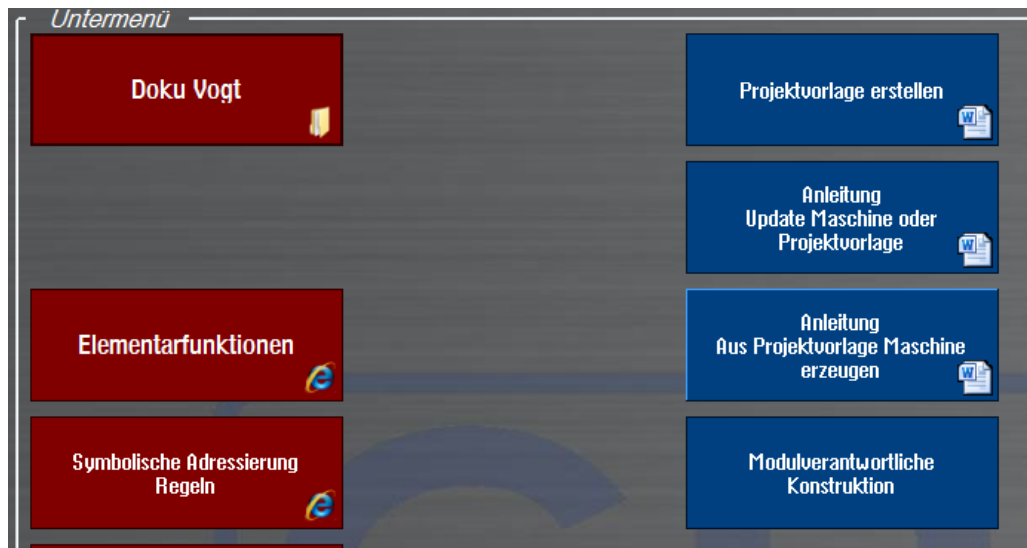 Untermenü
Doku Vogt
Projektvorlage erstellen
Anleitung
Update Maschine oder
Projektvorlage
Elementarfunktionen
Anleitung
Aus Projektvorlage Maschine
erzeugen
Symbolische Adressierung
Regeln
Modulverantwortliche
Konstruktion